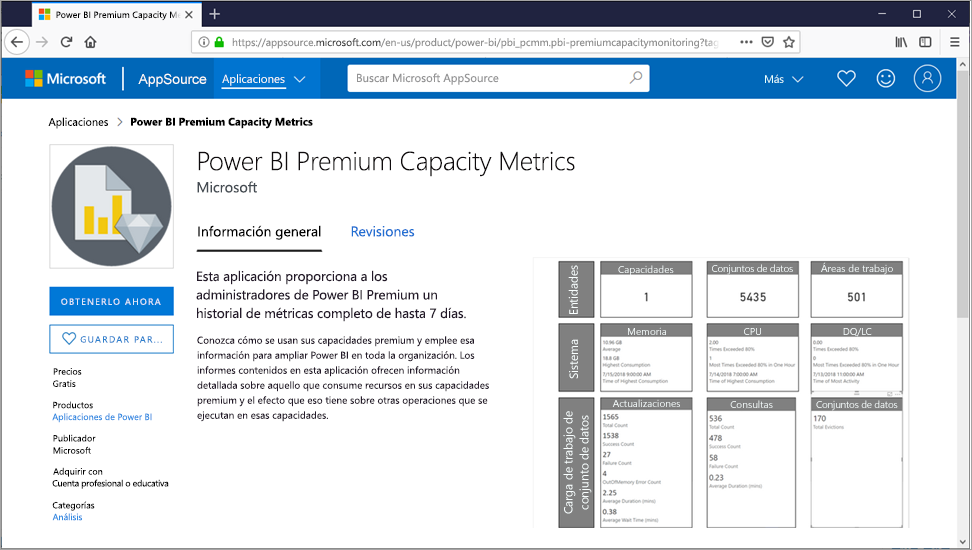 Power BI Premium Capacity M
https://appsource.microsoft.com/en-us/product/power-bi/pbi_pcmm.pbi-premiumcapacitymonitoring?tag
Microsoft
AppSource
Aplicaciones
Buscar Microsoft AppSource
Más
Aplicaciones > Power BI Premium Capacity Metrics
Power BI Premium Capacity Metrics
Microsoft
Información general
Revisiones
OBTENERLO AHORA
GUARDAR PAR...
Precios
Gratis
Productos
Aplicaciones de Power BI
Publicador
Microsoft
Adquirir con
Cuenta profesional o educativa
Categorías
Análisis
Esta aplicación proporciona a los
administradores de Power BI Premium un
historial de métricas completo de hasta 7 días.
Conozca cómo se usan sus capacidades premium y emplee esa
información para ampliar Power BI en toda la organización. Los
informes contenidos en esta aplicación ofrecen información
detallada sobre aquello que consume recursos en sus capacidades
premium y el efecto que eso tiene sobre otras operaciones que se
ejecutan en esas capacidades.
Entidades
Capacidades
1
Conjuntos de datos
5435
Áreas de trabajo
501
Sistema
Memoria
10.96 GB
Average
18.8 GB
Highest Consumption
7/15/2018 9:00:00 AM
Time of Highest Consumption
CPU
2.00
Times Exceeded 80%
1
Most Times Exceeded 80% in One Hour
7/14/2018 7:00:00 AM
Time of Highest Consumption
DQ/LC
0.00
Times Exceeded 80%
0
Most Times Exceeded 80% in One Hour
7/13/2018 11:00:00 AM
Time of Most Activity
Carga de trabajo de
conjunto de datos
Actualizaciones
1565
Total Count
1538
Success Count
27
Failure Count
4
OutOfMemory Error Count
2.25
Average Duration (mins)
0.38
Average Wait Time (mins)
Consultas
536
Total Count
478
Success Count
58
Failure Count
0.23
Average Duration (mins)
Conjuntos de datos
170
Total Evictions